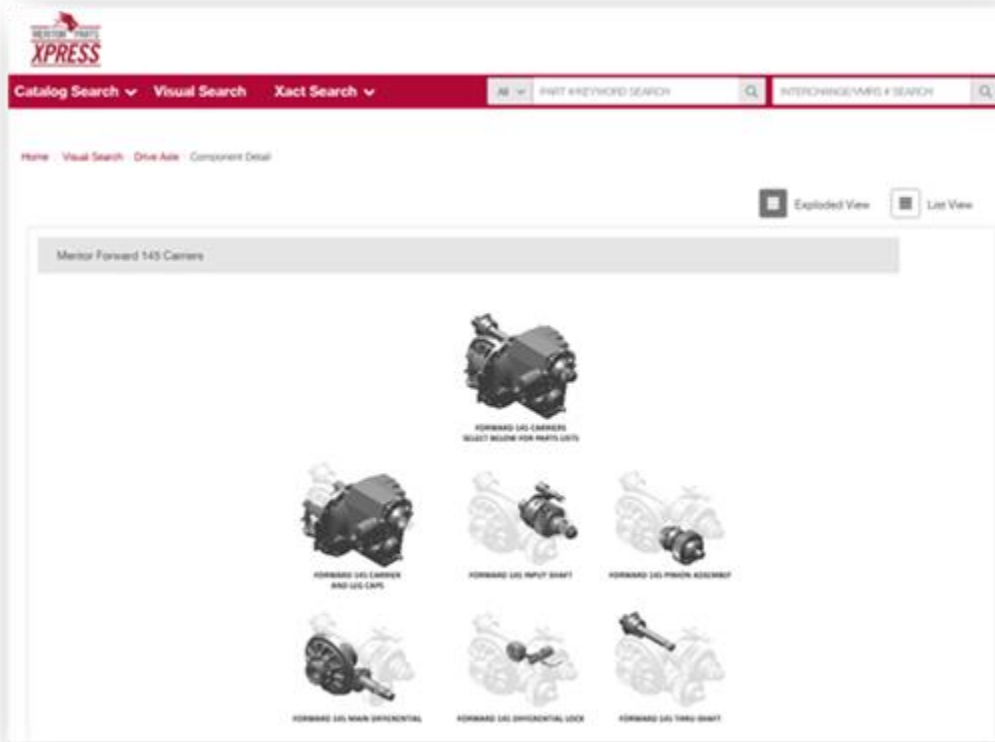 MERITOR PARTS
XPRESS
Catalog Search Visual Search Xact Search All PART #/KEYWORD SEARCH INTERCHANGE/VMRS # SEARCH
Home Visual Search Drive Axle Component Detail
Exploded View List View
Meritor Forward 145 Carriers
FORWARD 145 CARRIERS
SELECT BELOW FOR PARTS LISTS
FORWARD 145 CARRIER
AND LEG CAPS
FORWARD 145 INPUT SHAFT
FORWARD 145 PINION ASSEMBLY
FORWARD 145 MAIN DIFFERENTIAL
FORWARD 145 DIFFERENTIAL LOCK
FORWARD 145 THRU SHAFT